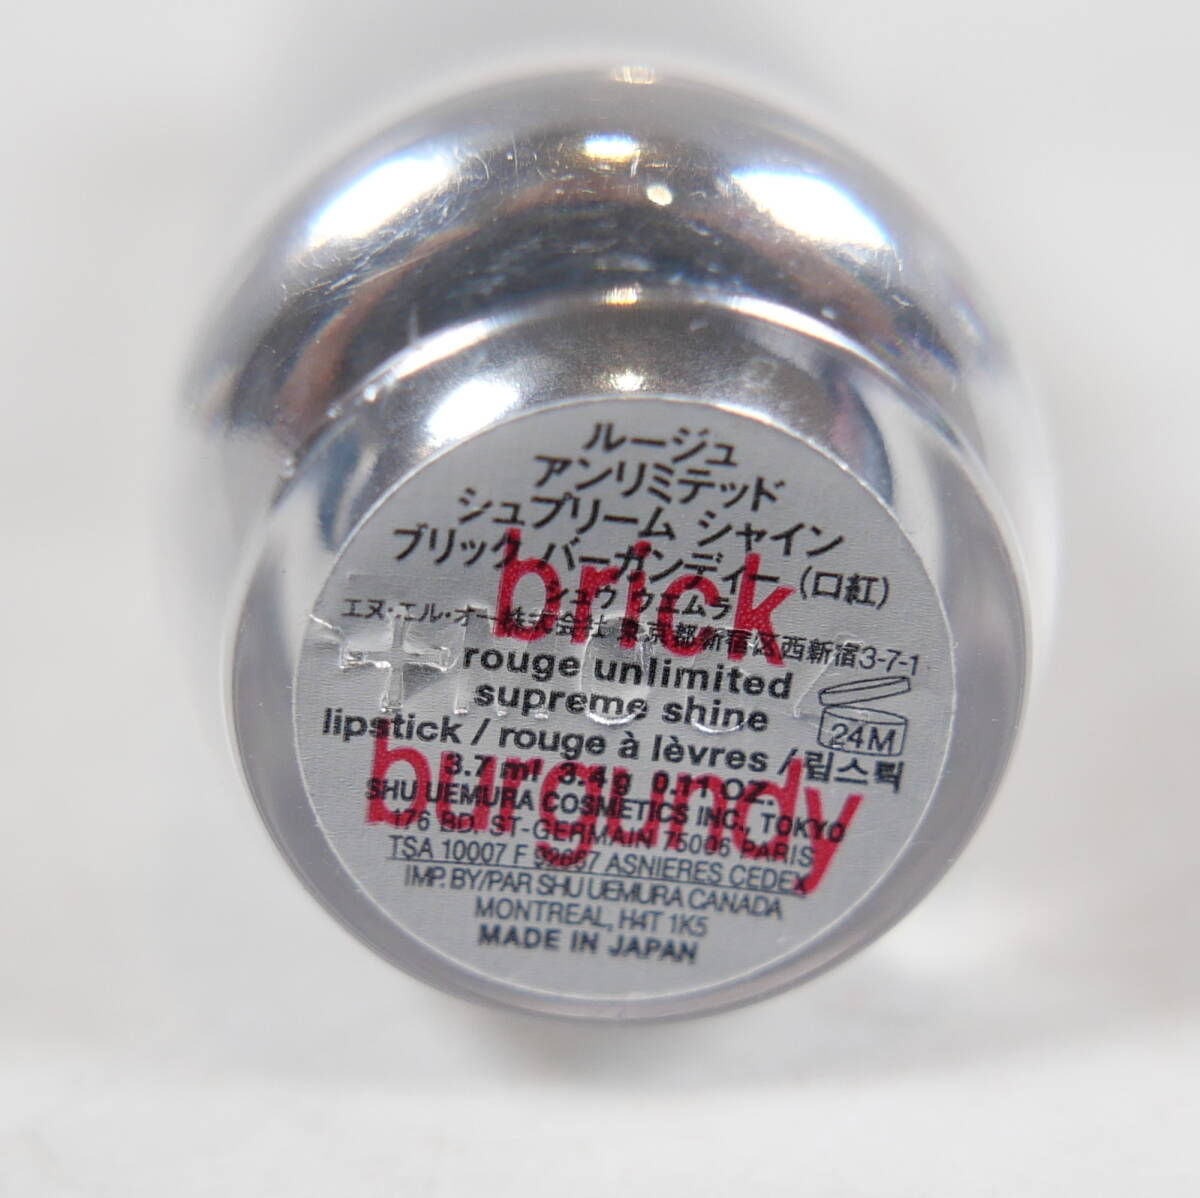 ルージュ
アンリミテッド
シュプリーム シャイン
ブリック バーガンディー (口紅)
シュウ ウエムラ
エヌ・エル・オー株式会社 東京都新宿区西新宿3-7-1
brick
rouge unlimited
supreme shine
24M
lipstick / rouge à lèvres / 립스틱
burgundy
3.7 ml 3.4 g 0.11 OZ.
SHU UEMURA COSMETICS INC., TOKYO
176 BD. ST-GERMAIN 75006 PARIS
TSA 10007 F 92667 ASNIERES CEDEX
IMP. BY/PAR SHU UEMURA CANADA
MONTREAL, H4T 1K5
MADE IN JAPAN